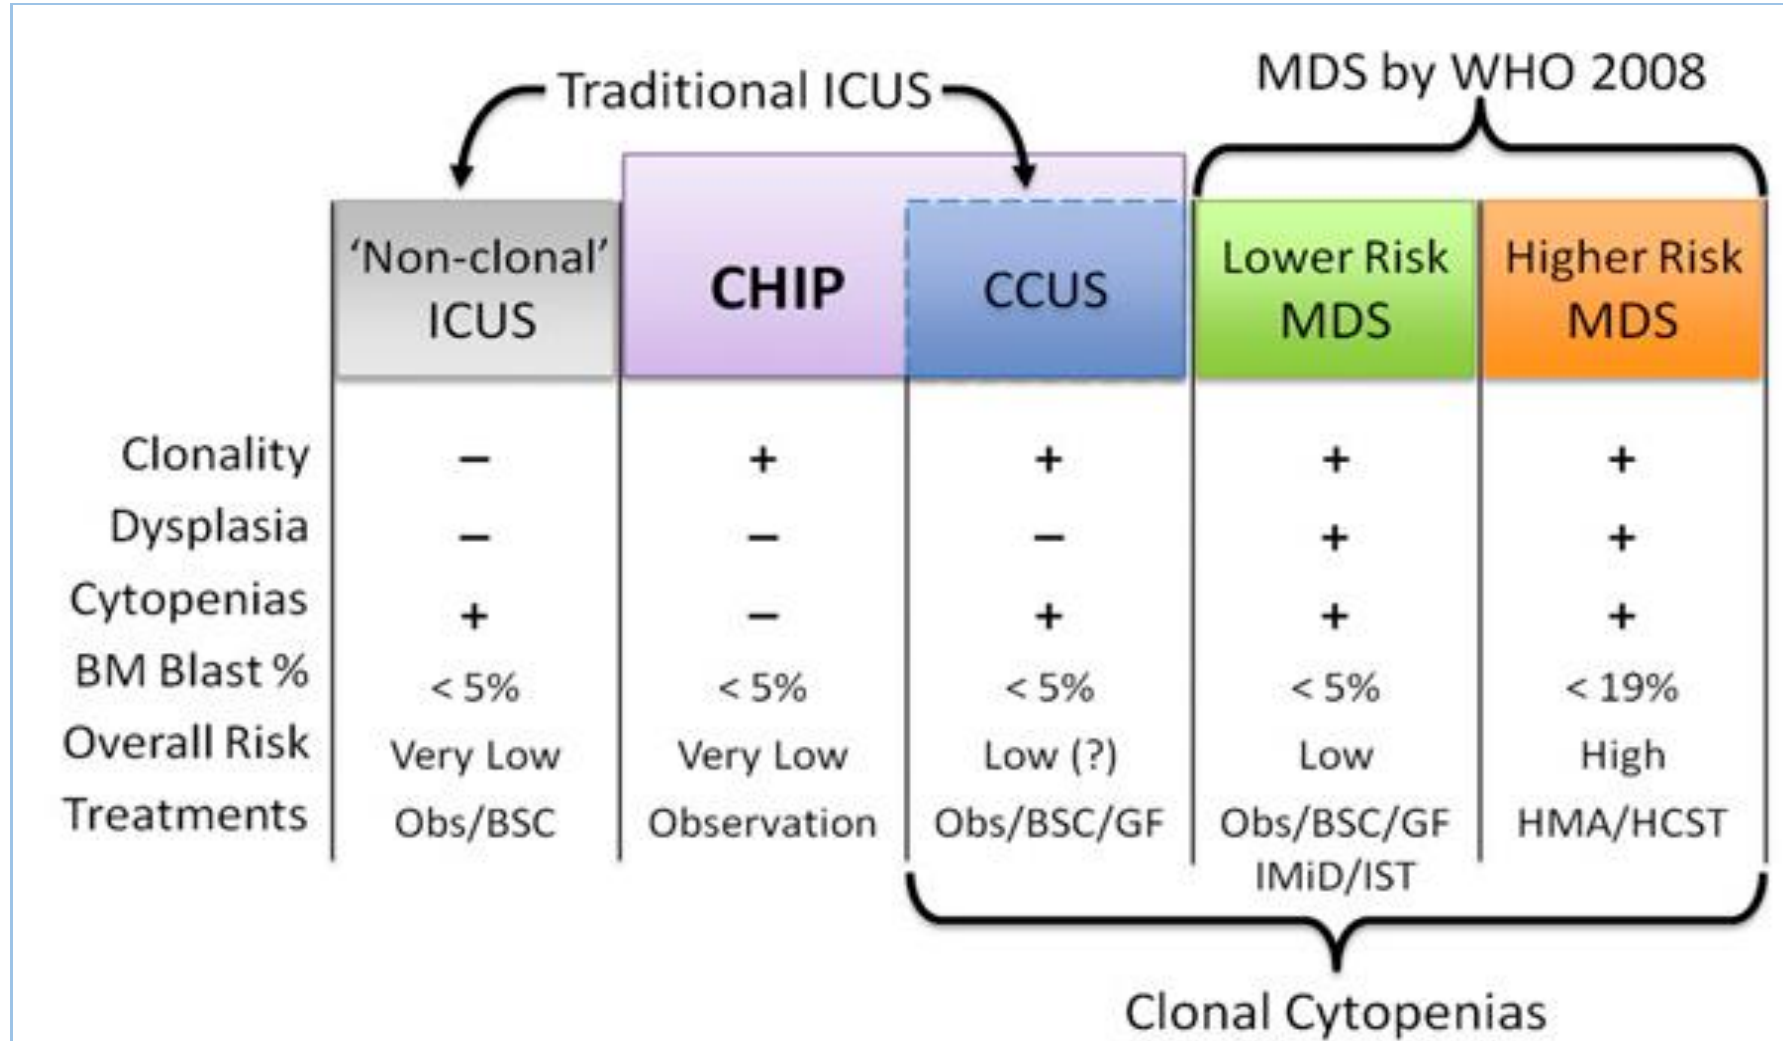 Traditional ICUS
MDS by WHO 2008
‘Non-clonal’
ICUS
CHIP
CCUS
Lower Risk
MDS
Higher Risk
MDS
Clonality – + + + +
Dysplasia – – – + +
Cytopenias + – + + +
BM Blast % < 5% < 5% < 5% < 5% < 19%
Overall Risk Very Low Very Low Low (?) Low High
Treatments Obs/BSC Observation Obs/BSC/GF Obs/BSC/GF HMA/HCST
IMiD/IST
Clonal Cytopenias